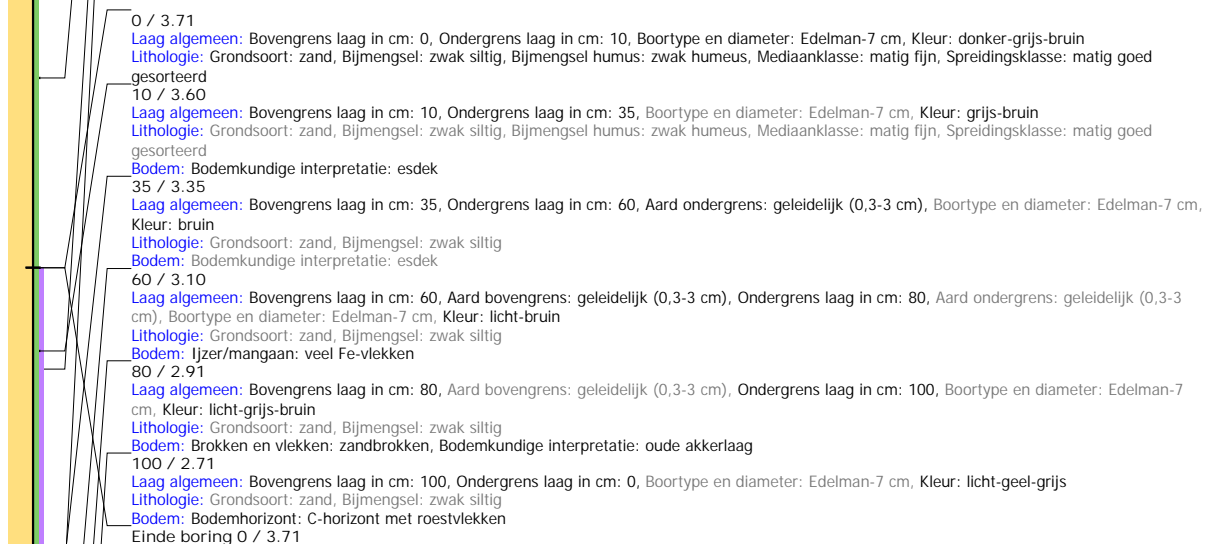 0 / 3.71
Laag algemeen: Bovengrens laag in cm: 0, Ondergrens laag in cm: 10, Boortype en diameter: Edelman-7 cm, Kleur: donker-grijs-bruin
Lithologie: Grondsoort: zand, Bijmengsel: zwak siltig, Bijmengsel humus: zwak humeus, Mediaanklasse: matig fijn, Spreidingsklasse: matig goed
gesorteerd
10 / 3.60
Laag algemeen: Bovengrens laag in cm: 10, Ondergrens laag in cm: 35, Boortype en diameter: Edelman-7 cm, Kleur: grijs-bruin
Lithologie: Grondsoort: zand, Bijmengsel: zwak siltig, Bijmengsel humus: zwak humeus, Mediaanklasse: matig fijn, Spreidingsklasse: matig goed
gesorteerd
Bodem: Bodemkundige interpretatie: esdek
35 / 3.35
Laag algemeen: Bovengrens laag in cm: 35, Ondergrens laag in cm: 60, Aard ondergrens: geleidelijk (0,3-3 cm), Boortype en diameter: Edelman-7 cm,
Kleur: bruin
Lithologie: Grondsoort: zand, Bijmengsel: zwak siltig
Bodem: Bodemkundige interpretatie: esdek
60 / 3.10
Laag algemeen: Bovengrens laag in cm: 60, Aard bovengrens: geleidelijk (0,3-3 cm), Ondergrens laag in cm: 80, Aard ondergrens: geleidelijk (0,3-3
cm), Boortype en diameter: Edelman-7 cm, Kleur: licht-bruin
Lithologie: Grondsoort: zand, Bijmengsel: zwak siltig
Bodem: Ijzer/mangaan: veel Fe-vlekken
80 / 2.91
Laag algemeen: Bovengrens laag in cm: 80, Aard bovengrens: geleidelijk (0,3-3 cm), Ondergrens laag in cm: 100, Boortype en diameter: Edelman-7
cm, Kleur: licht-grijs-bruin
Lithologie: Grondsoort: zand, Bijmengsel: zwak siltig
Bodem: Brokken en vlekken: zandbrokken, Bodemkundige interpretatie: oude akkerlaag
100 / 2.71
Laag algemeen: Bovengrens laag in cm: 100, Ondergrens laag in cm: 0, Boortype en diameter: Edelman-7 cm, Kleur: licht-geel-grijs
Lithologie: Grondsoort: zand, Bijmengsel: zwak siltig
Bodem: Bodemhorizont: C-horizont met roestvlekken
Einde boring 0 / 3.71